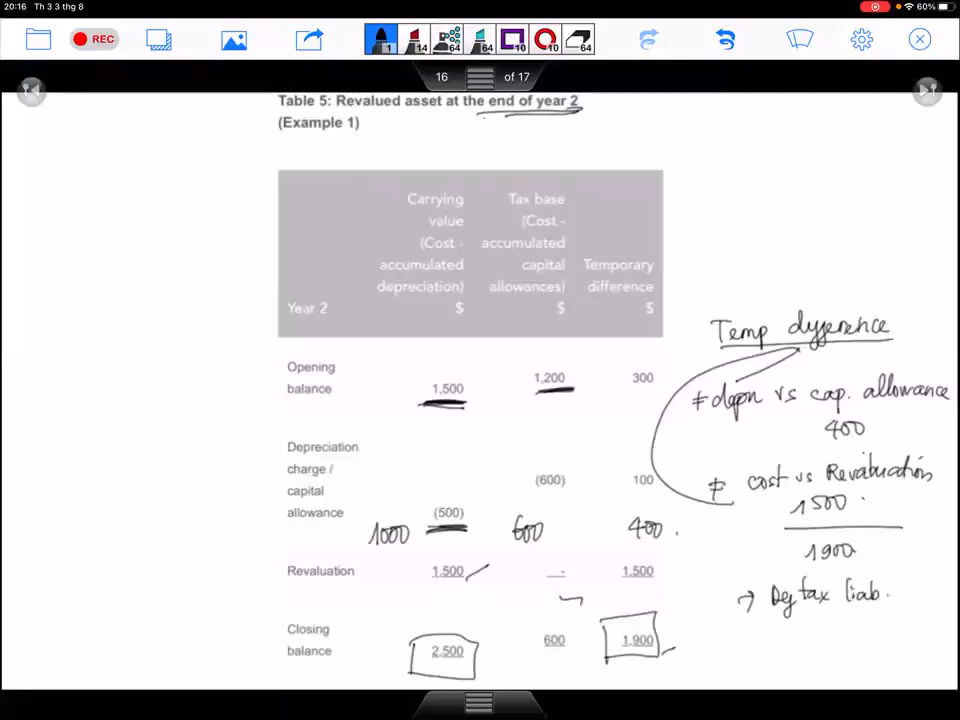 20:16 Th 3 3 thg 8
60%
REC
1
14
64
64
10
10
64
16 of 17
Table 5: Revalued asset at the end of year 2
(Example 1)
Carrying Tax base
value (Cost -
(Cost - accumulated
accumulated capital Temporary
depreciation) allowances) difference
Year 2 $ $ $
Opening
balance 1,500 1,200 300
Depreciation
charge /
capital
allowance (500) (600) 100
1000 600 400
Revaluation 1,500 - 1,500
Closing
balance 2,500 600 1,900
Temp difference
≠ depn vs cap. allowance
400
≠ cost vs Revaluation
1500
1900
→ Def tax liab.